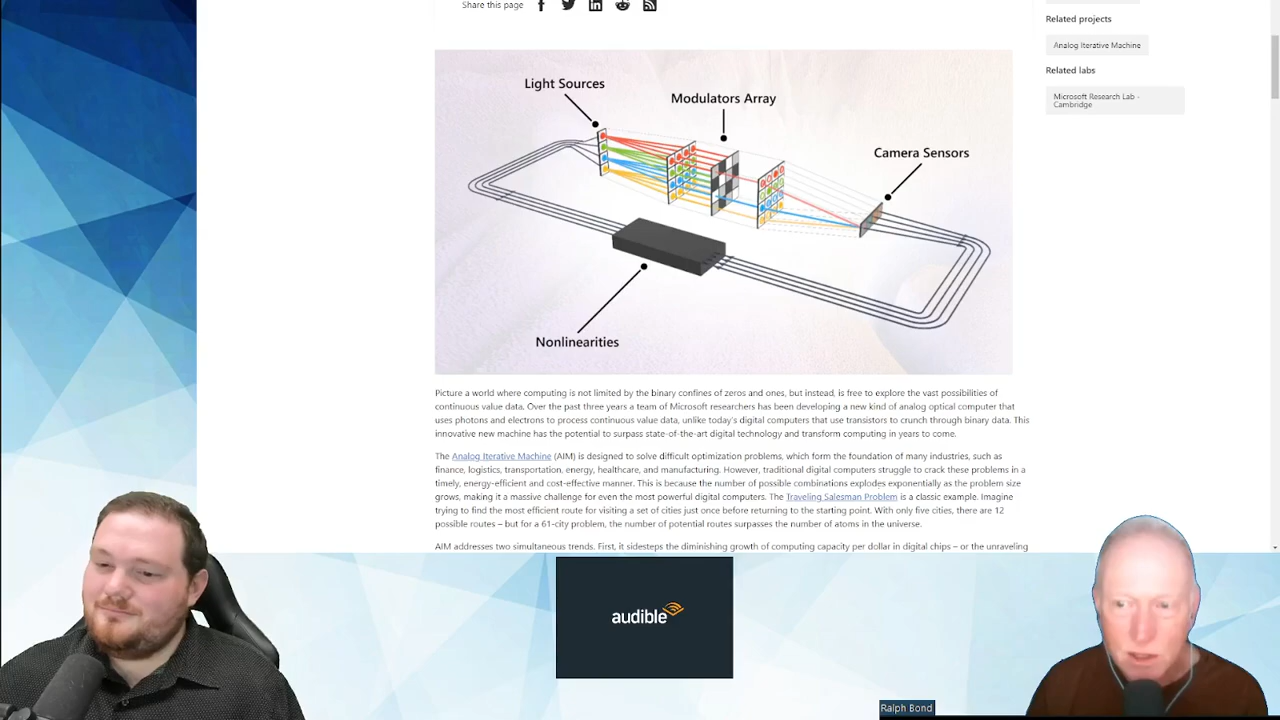 Share this page
Related projects
Analog Iterative Machine
Related labs
Microsoft Research Lab -
Cambridge
Light Sources
Modulators Array
Camera Sensors
Nonlinearities
Picture a world where computing is not limited by the binary confines of zeros and ones, but instead, is free to explore the vast possibilities of
continuous value data. Over the past three years a team of Microsoft researchers has been developing a new kind of analog optical computer that
uses photons and electrons to process continuous value data, unlike today's digital computers that use transistors to crunch through binary data. This
innovative new machine has the potential to surpass state-of-the-art digital technology and transform computing in years to come.
The Analog Iterative Machine (AIM) is designed to solve difficult optimization problems, which form the foundation of many industries, such as
finance, logistics, transportation, energy, healthcare, and manufacturing. However, traditional digital computers struggle to crack these problems in a
timely, energy-efficient and cost-effective manner. This is because the number of possible combinations explodes exponentially as the problem size
grows, making it a massive challenge for even the most powerful digital computers. The Traveling Salesman Problem is a classic example. Imagine
trying to find the most efficient route for visiting a set of cities just once before returning to the starting point. With only five cities, there are 12
possible routes – but for a 61-city problem, the number of potential routes surpasses the number of atoms in the universe.
AIM addresses two simultaneous trends. First, it sidesteps the diminishing growth of computing capacity per dollar in digital chips – or the unraveling
audible
Ralph Bond